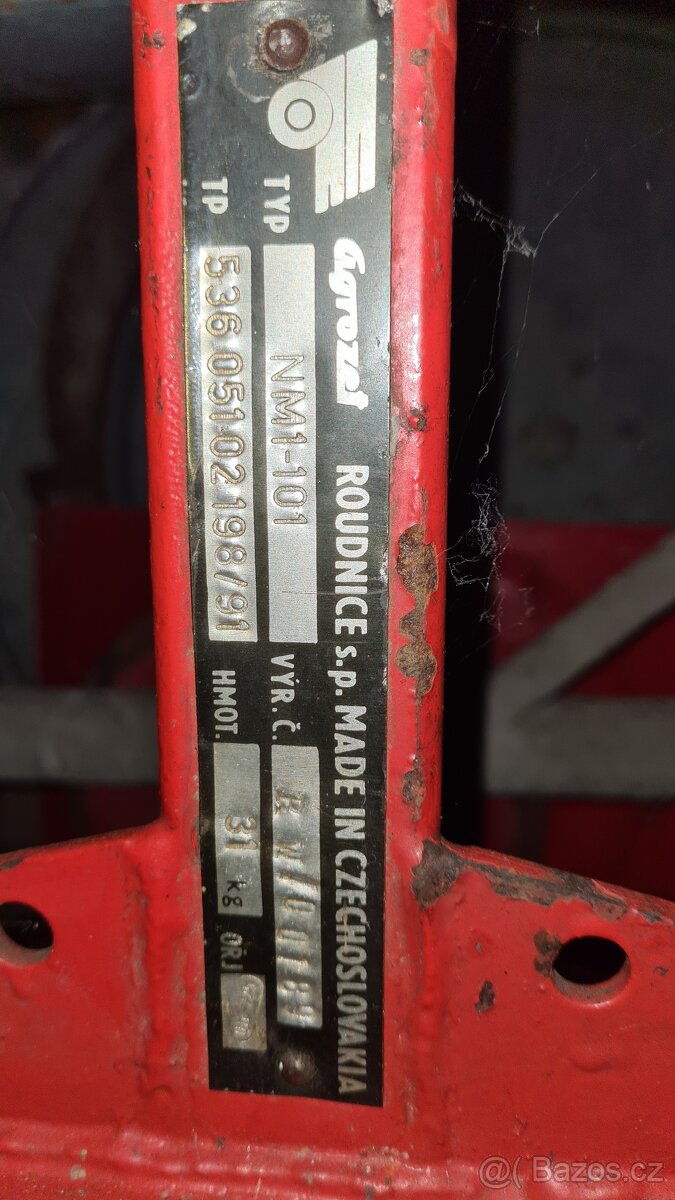 agrozet ROUDNICE s.p. MADE IN CZECHOSLOVAKIA
TYP NM1-101 VÝR.Č.
TP 536 051 02 198/91 HMOT. 31 kg
@ Bazos.cz